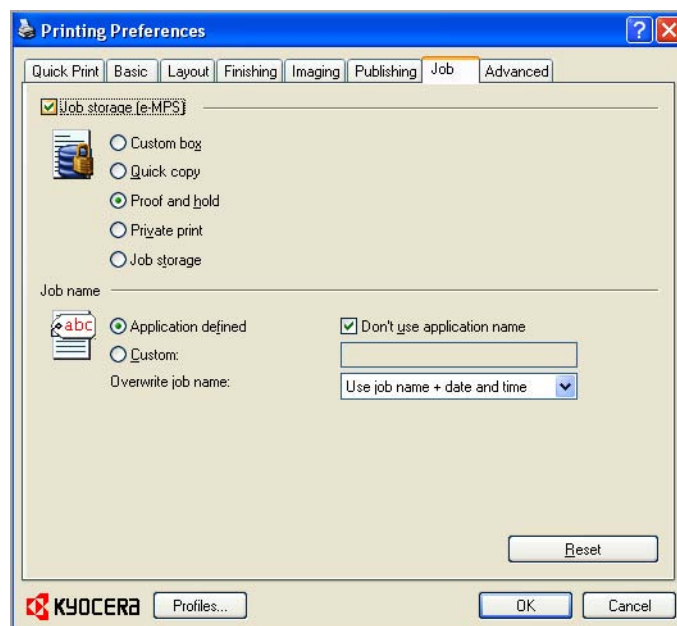 Printing Preferences
Quick Print Basic Layout Finishing Imaging Publishing Job Advanced
Job storage (e-MPS)
Custom box
Quick copy
Proof and hold
Private print
Job storage
Job name
abc Application defined Don't use application name
Custom:
Overwrite job name: Use job name + date and time
Reset
KYOCERA Profiles... OK Cancel